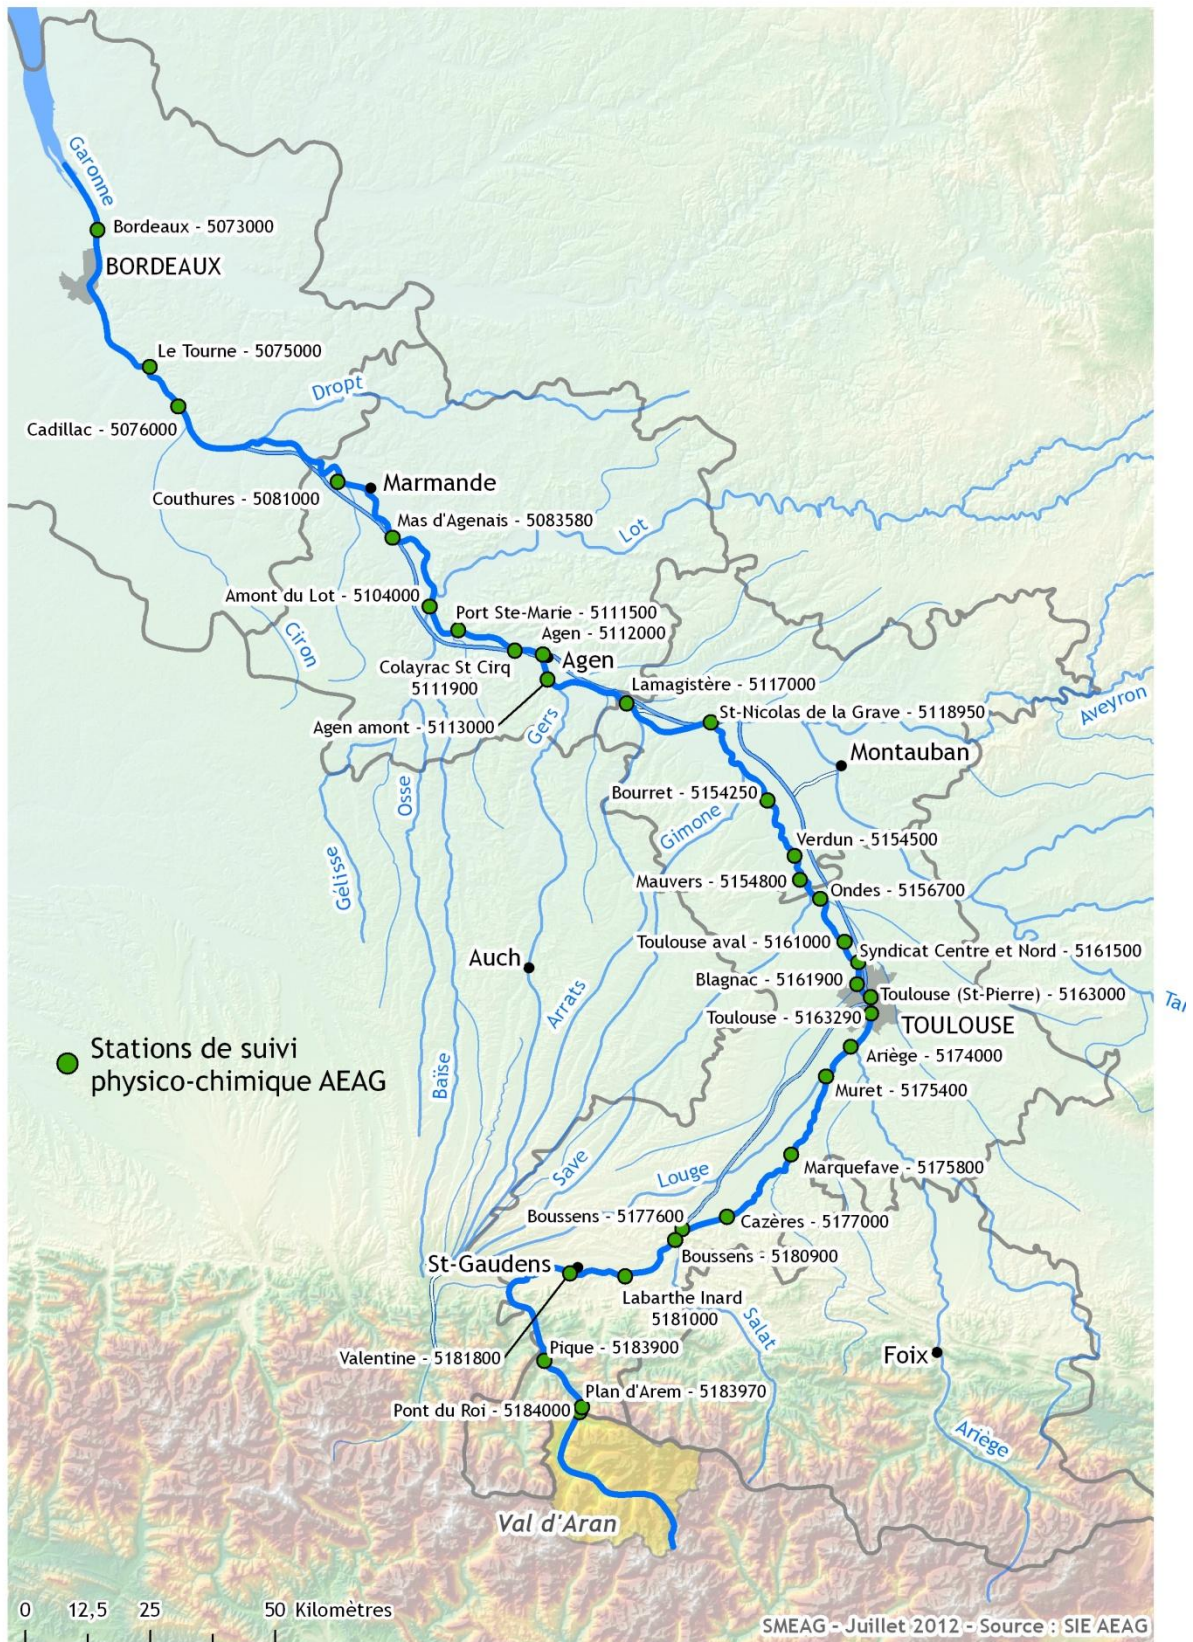 Garonne
Bordeaux - 5073000
BORDEAUX
Le Tourne - 5075000
Dropt
Cadillac - 5076000
Marmande
Couthures - 5081000
Mas d'Agenais - 5083580
Lot
Amont du Lot - 5104000
Port Ste-Marie - 5111500
Agen - 5112000
Ciron
Agen
Colayrac St Cirq
5111900
Lamagistère - 5117000
Aveyron
St-Nicolas de la Grave - 5118950
Agen amont - 5113000
Gers
Montauban
Osse
Bourret - 5154250
Gimone
Verdun - 5154500
Gélisse
Mauvers - 5154800
Ondes - 5156700
Toulouse aval - 5161000
Syndicat Centre et Nord - 5161500
Auch
Blagnac - 5161900
Toulouse (St-Pierre) - 5163000
Tar
Arrats
Toulouse - 5163290
TOULOUSE
Stations de suivi
physico-chimique AEAG
Ariège - 5174000
Baïse
Muret - 5175400
Save
Louge
Marquefave - 5175800
Boussens - 5177600
Cazères - 5177000
St-Gaudens
Boussens - 5180900
Labarthe Inard
5181000
Salat
Pique - 5183900
Valentine - 5181800
Foix
Plan d'Arem - 5183970
Pont du Roi - 5184000
Ariège
Val d'Aran
0 12,5 25 50 Kilomètres
SMEAG - Juillet 2012 - Source : SIE AEAG